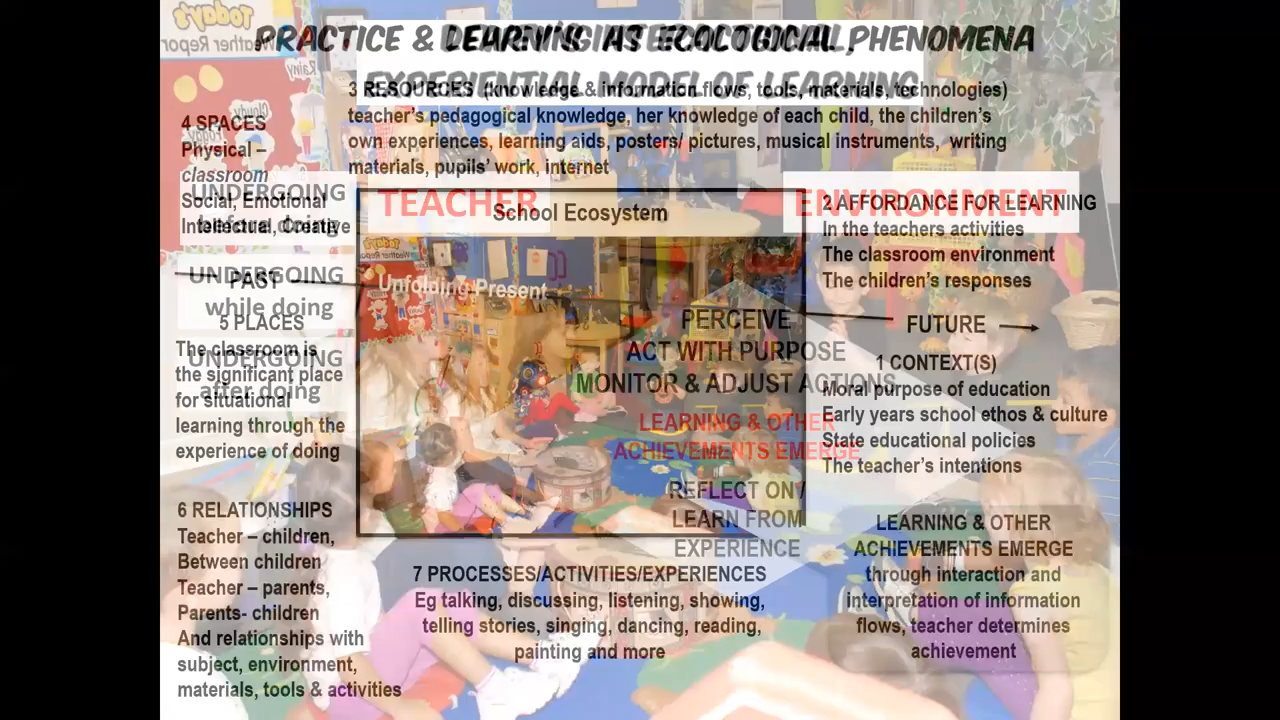 PRACTICE & LEARNING AS ECOLOGICAL PHENOMENA
EXPERIENTIAL MODEL OF LEARNING
3 RESOURCES (knowledge & information flows, tools, materials, technologies)
teacher's pedagogical knowledge, her knowledge of each child, the children's
own experiences, learning aids, posters/ pictures, musical instruments, writing
materials, pupils' work, internet
4 SPACES
Physical –
classroom
Social, Emotional
Intellectual, Creative
UNDERGOING
before doing
TEACHER
ENVIRONMENT
School Ecosystem
2 AFFORDANCE FOR LEARNING
In the teachers activities
The classroom environment
The children's responses
UNDERGOING
while doing
PAST
Unfolding Present
FUTURE
5 PLACES
The classroom is
the significant place
for situational
learning through the
experience of doing
UNDERGOING
after doing
PERCEIVE
ACT WITH PURPOSE
MONITOR & ADJUST ACTIONS
LEARNING & OTHER
ACHIEVEMENTS EMERGE
REFLECT ON /
LEARN FROM
EXPERIENCE
1 CONTEXT(S)
Moral purpose of education
Early years school ethos & culture
State educational policies
The teacher's intentions
6 RELATIONSHIPS
Teacher – children,
Between children
Teacher – parents,
Parents- children
And relationships with
subject, environment,
materials, tools & activities
7 PROCESSES/ACTIVITIES/EXPERIENCES
Eg talking, discussing, listening, showing,
telling stories, singing, dancing, reading,
painting and more
LEARNING & OTHER
ACHIEVEMENTS EMERGE
through interaction and
interpretation of information
flows, teacher determines
achievement
Today's
Weather Repor
Rainy
Cloudy